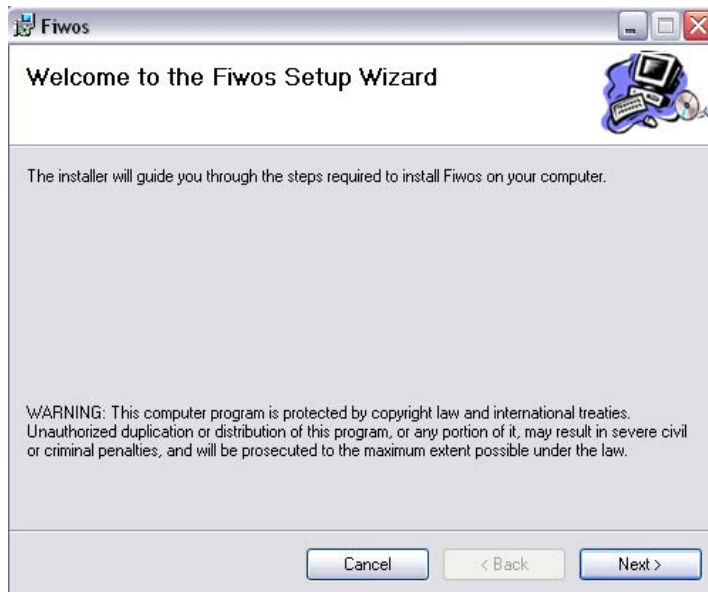 Fiwos
Welcome to the Fiwos Setup Wizard
The installer will guide you through the steps required to install Fiwos on your computer.
WARNING: This computer program is protected by copyright law and international treaties.
Unauthorized duplication or distribution of this program, or any portion of it, may result in severe civil
or criminal penalties, and will be prosecuted to the maximum extent possible under the law.
Cancel
< Back
Next >